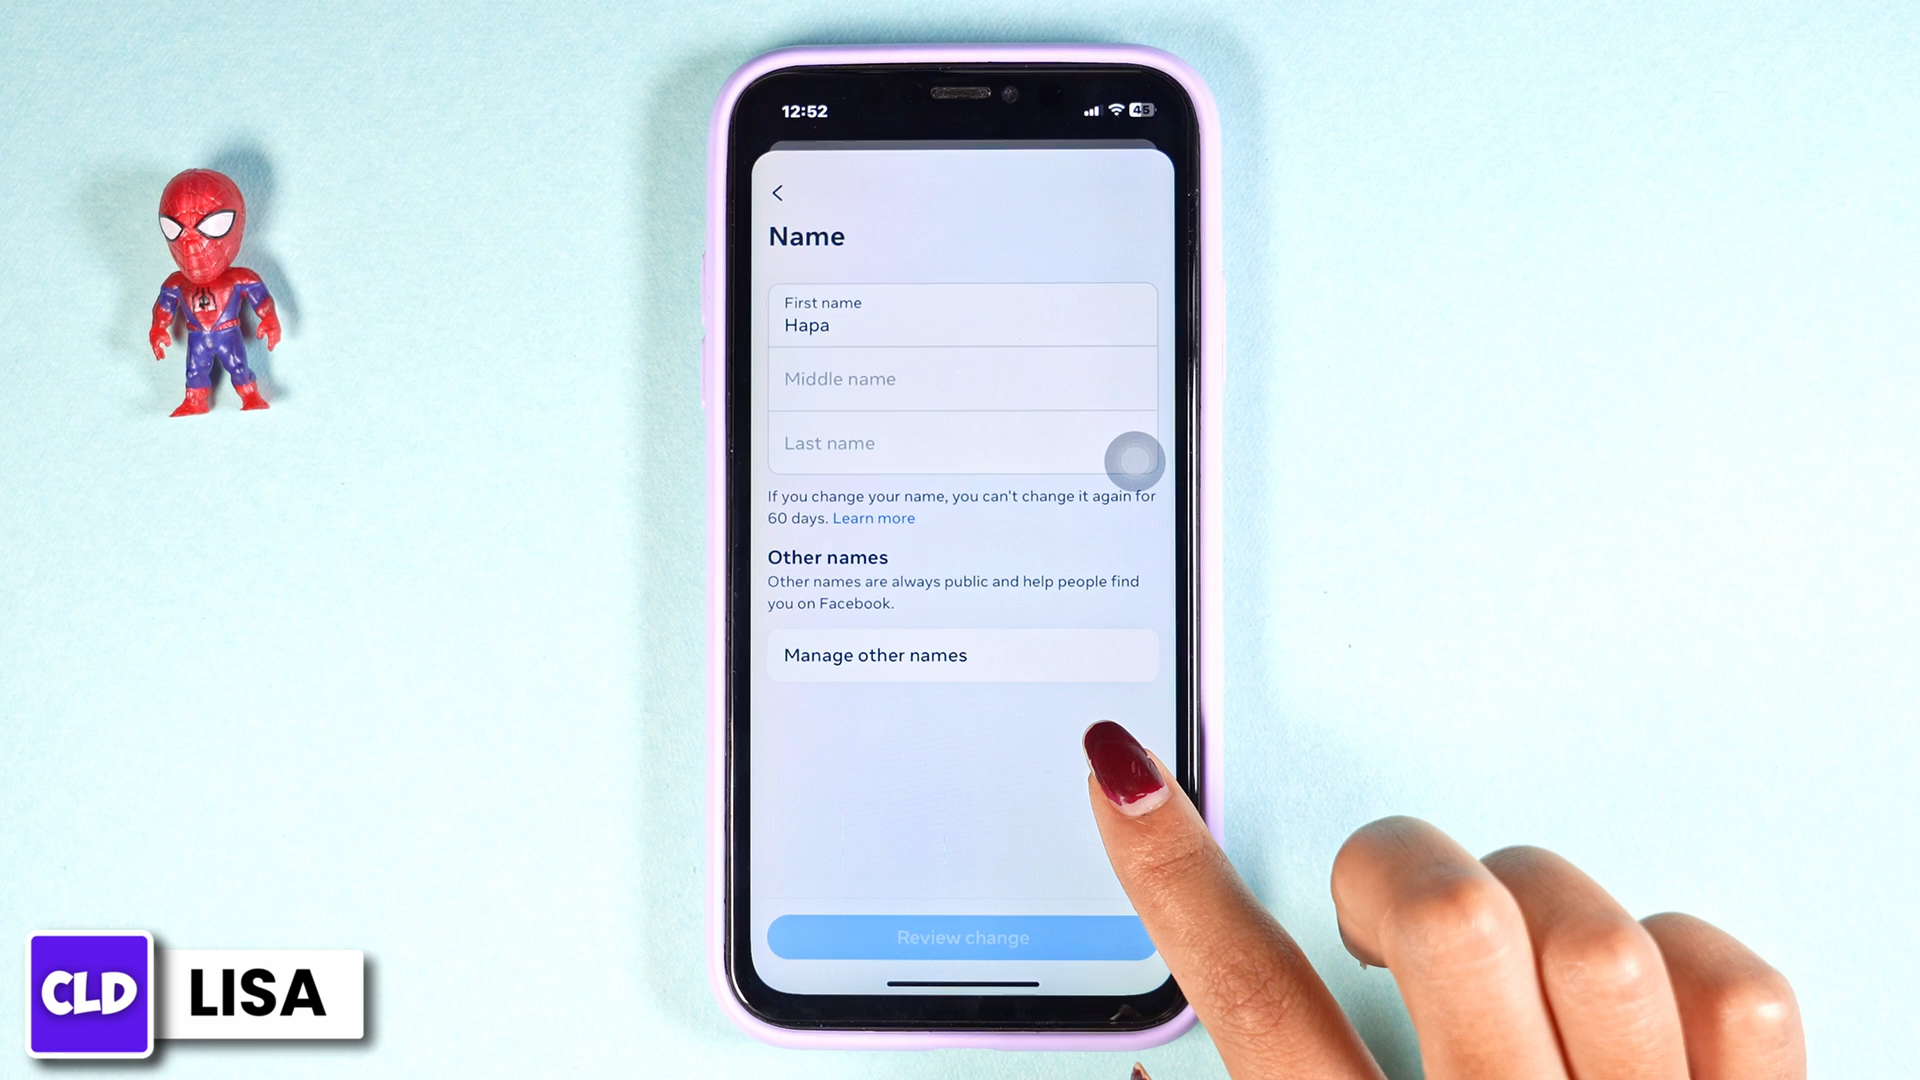 12:52
45
Name
First name
Hapa
Middle name
Last name
If you change your name, you can't change it again for
60 days. Learn more
Other names
Other names are always public and help people find
you on Facebook.
Manage other names
Review change
CLD
LISA